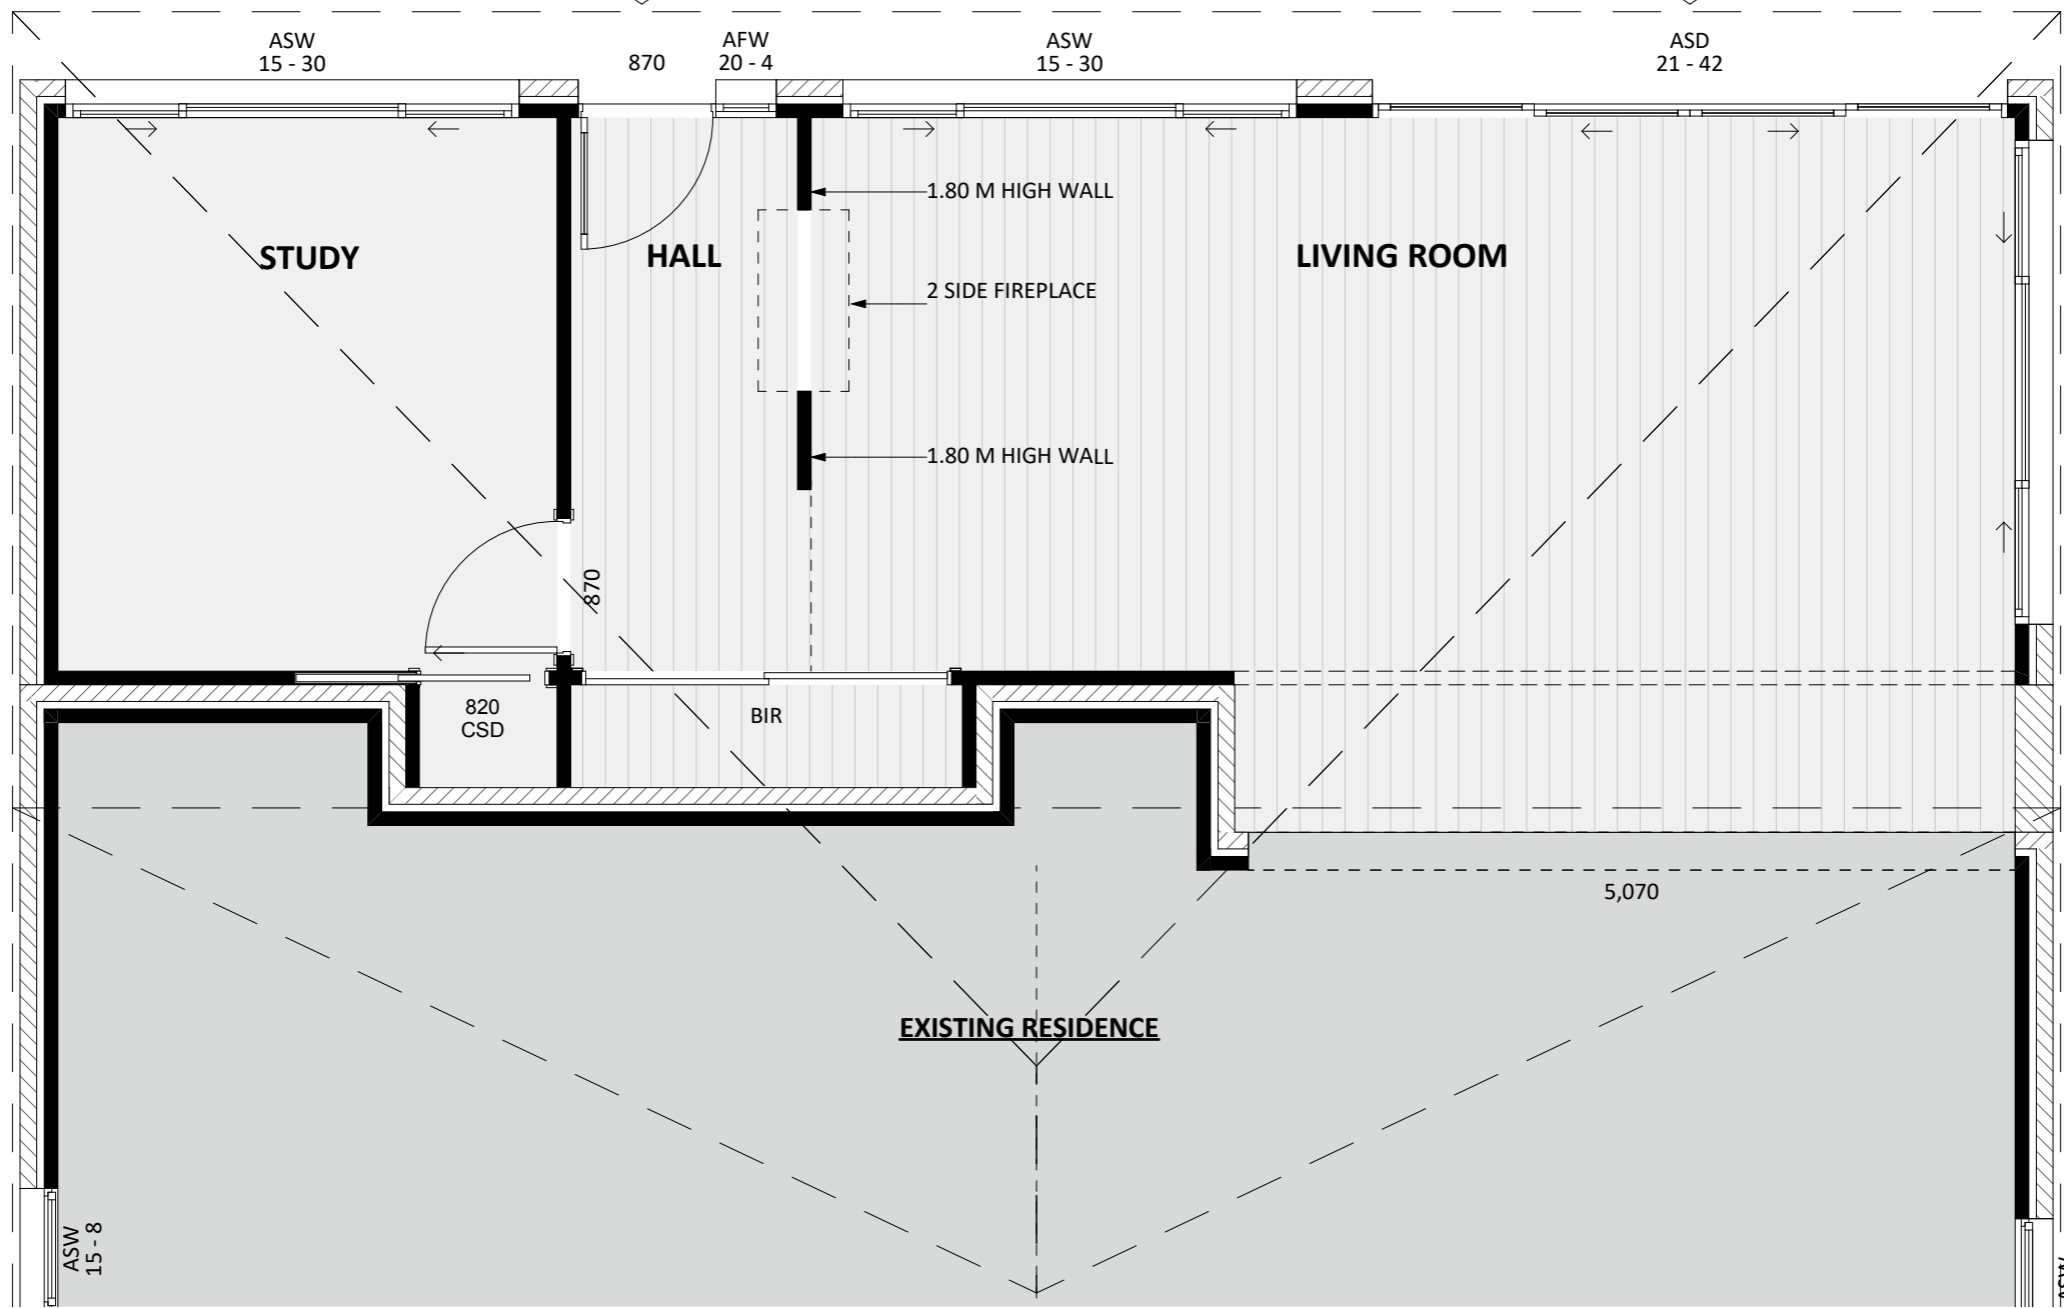 ASW
15 - 30
870
AFW
20 - 4
ASW
15 - 30
ASD
21 - 42
1.80 M HIGH WALL
STUDY
HALL
LIVING ROOM
2 SIDE FIREPLACE
1.80 M HIGH WALL
870
820
CSD
BIR
5,070
EXISTING RESIDENCE
ASW
15 - 8
ASW